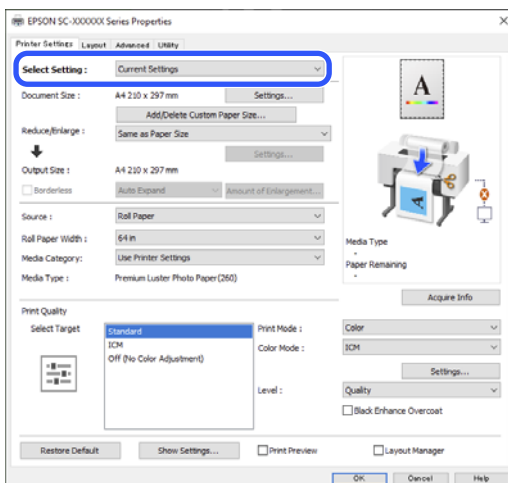 EPSON SC-XXXXXX Series Properties
Printer Settings Layout Advanced Utility
Select Setting : Current Settings
Document Size : A4 210 x 297 mm Settings...
Add/Delete Custom Paper Size...
Reduce/Enlarge : Same as Paper Size
Settings...
Output Size : A4 210 x 297 mm
Borderless Auto Expand Amount of Enlargement...
Source : Roll Paper
Roll Paper Width : 64 in
Media Category: Use Printer Settings
Media Type : Premium Luster Photo Paper(260)
A
Media Type
-
Paper Remaining
-
Acquire Info
Print Quality
Select Target
Standard
ICM
Off (No Color Adjustment)
Print Mode : Color
Color Mode : ICM
Settings...
Level : Quality
Black Enhance Overcoat
Restore Default Show Settings... Print Preview Layout Manager
OK Cancel Help